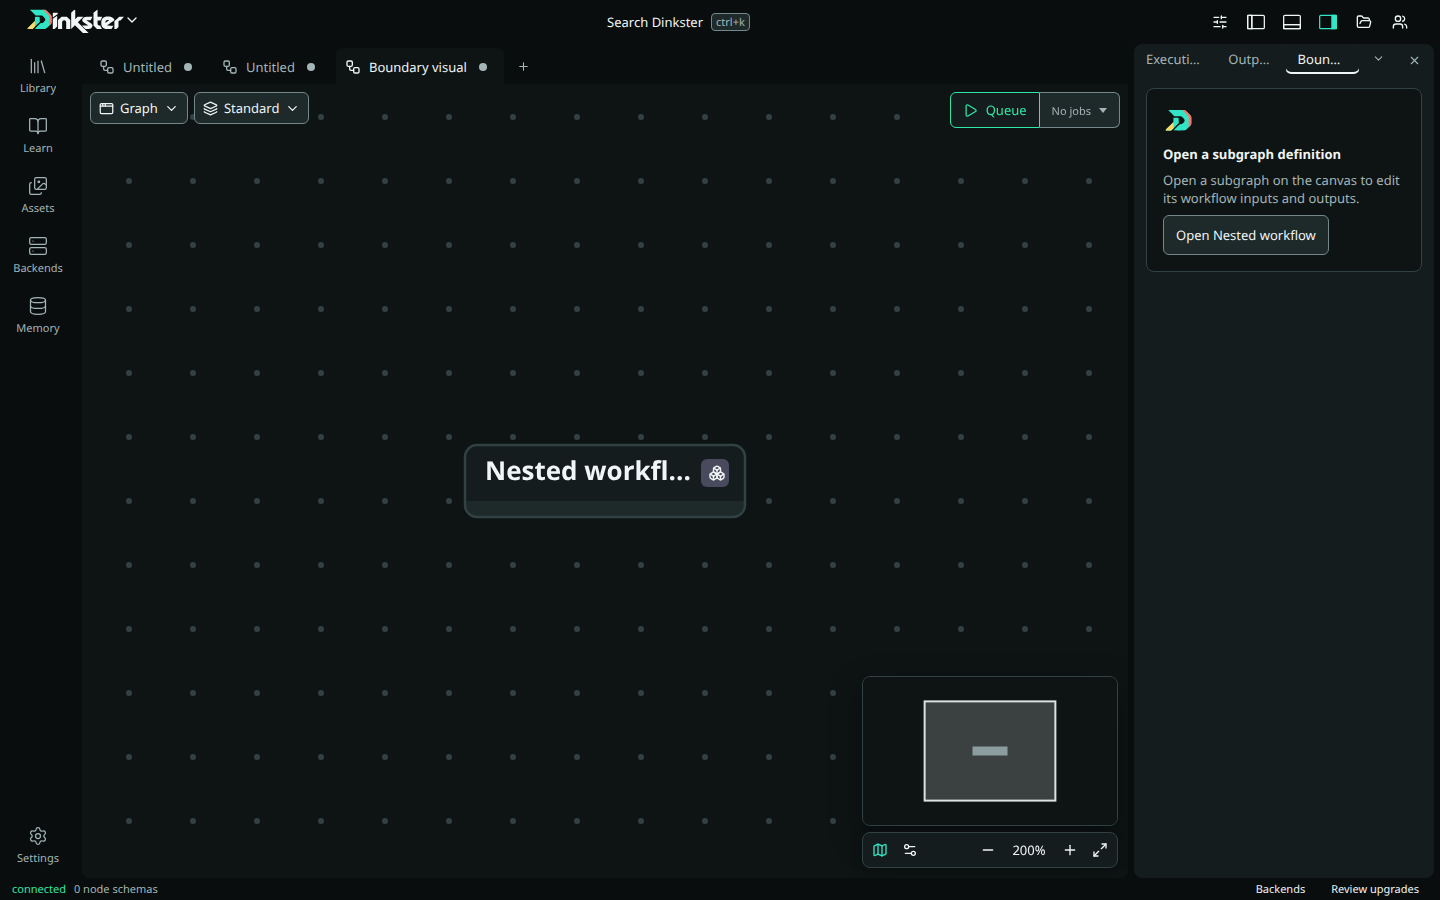 Dinkster
Search Dinkster ctrl+k
Library
Learn
Assets
Backends
Memory
Settings
Untitled
Untitled
Boundary visual
Graph
Standard
Queue
No jobs
Nested workfl...
200%
Executi...
Outp...
Boun...
Open a subgraph definition
Open a subgraph on the canvas to edit
its workflow inputs and outputs.
Open Nested workflow
connected 0 node schemas
Backends
Review upgrades